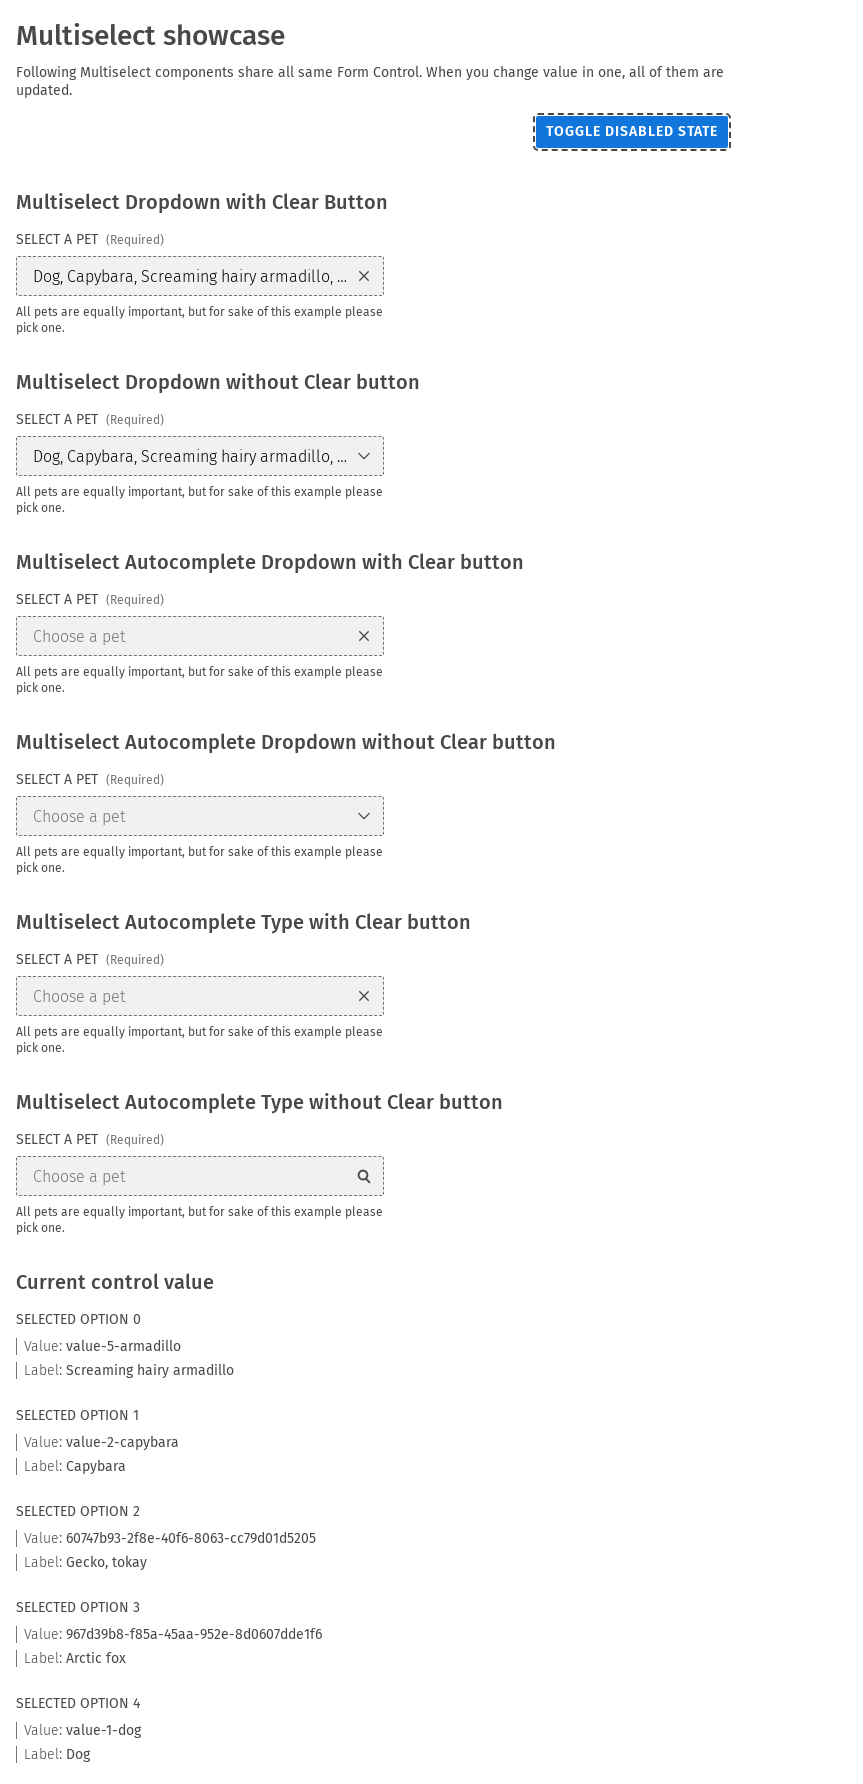 Multiselect showcase
Following Multiselect components share all same Form Control. When you change value in one, all of them are
updated.
TOGGLE DISABLED STATE
Multiselect Dropdown with Clear Button
SELECT A PET (Required)
Dog, Capybara, Screaming hairy armadillo, ...
All pets are equally important, but for sake of this example please
pick one.
Multiselect Dropdown without Clear button
SELECT A PET (Required)
Dog, Capybara, Screaming hairy armadillo, ...
All pets are equally important, but for sake of this example please
pick one.
Multiselect Autocomplete Dropdown with Clear button
SELECT A PET (Required)
Choose a pet
All pets are equally important, but for sake of this example please
pick one.
Multiselect Autocomplete Dropdown without Clear button
SELECT A PET (Required)
Choose a pet
All pets are equally important, but for sake of this example please
pick one.
Multiselect Autocomplete Type with Clear button
SELECT A PET (Required)
Choose a pet
All pets are equally important, but for sake of this example please
pick one.
Multiselect Autocomplete Type without Clear button
SELECT A PET (Required)
Choose a pet
All pets are equally important, but for sake of this example please
pick one.
Current control value
SELECTED OPTION 0
Value: value-5-armadillo
Label: Screaming hairy armadillo
SELECTED OPTION 1
Value: value-2-capybara
Label: Capybara
SELECTED OPTION 2
Value: 60747b93-2f8e-40f6-8063-cc79d01d5205
Label: Gecko, tokay
SELECTED OPTION 3
Value: 967d39b8-f85a-45aa-952e-8d0607dde1f6
Label: Arctic fox
SELECTED OPTION 4
Value: value-1-dog
Label: Dog